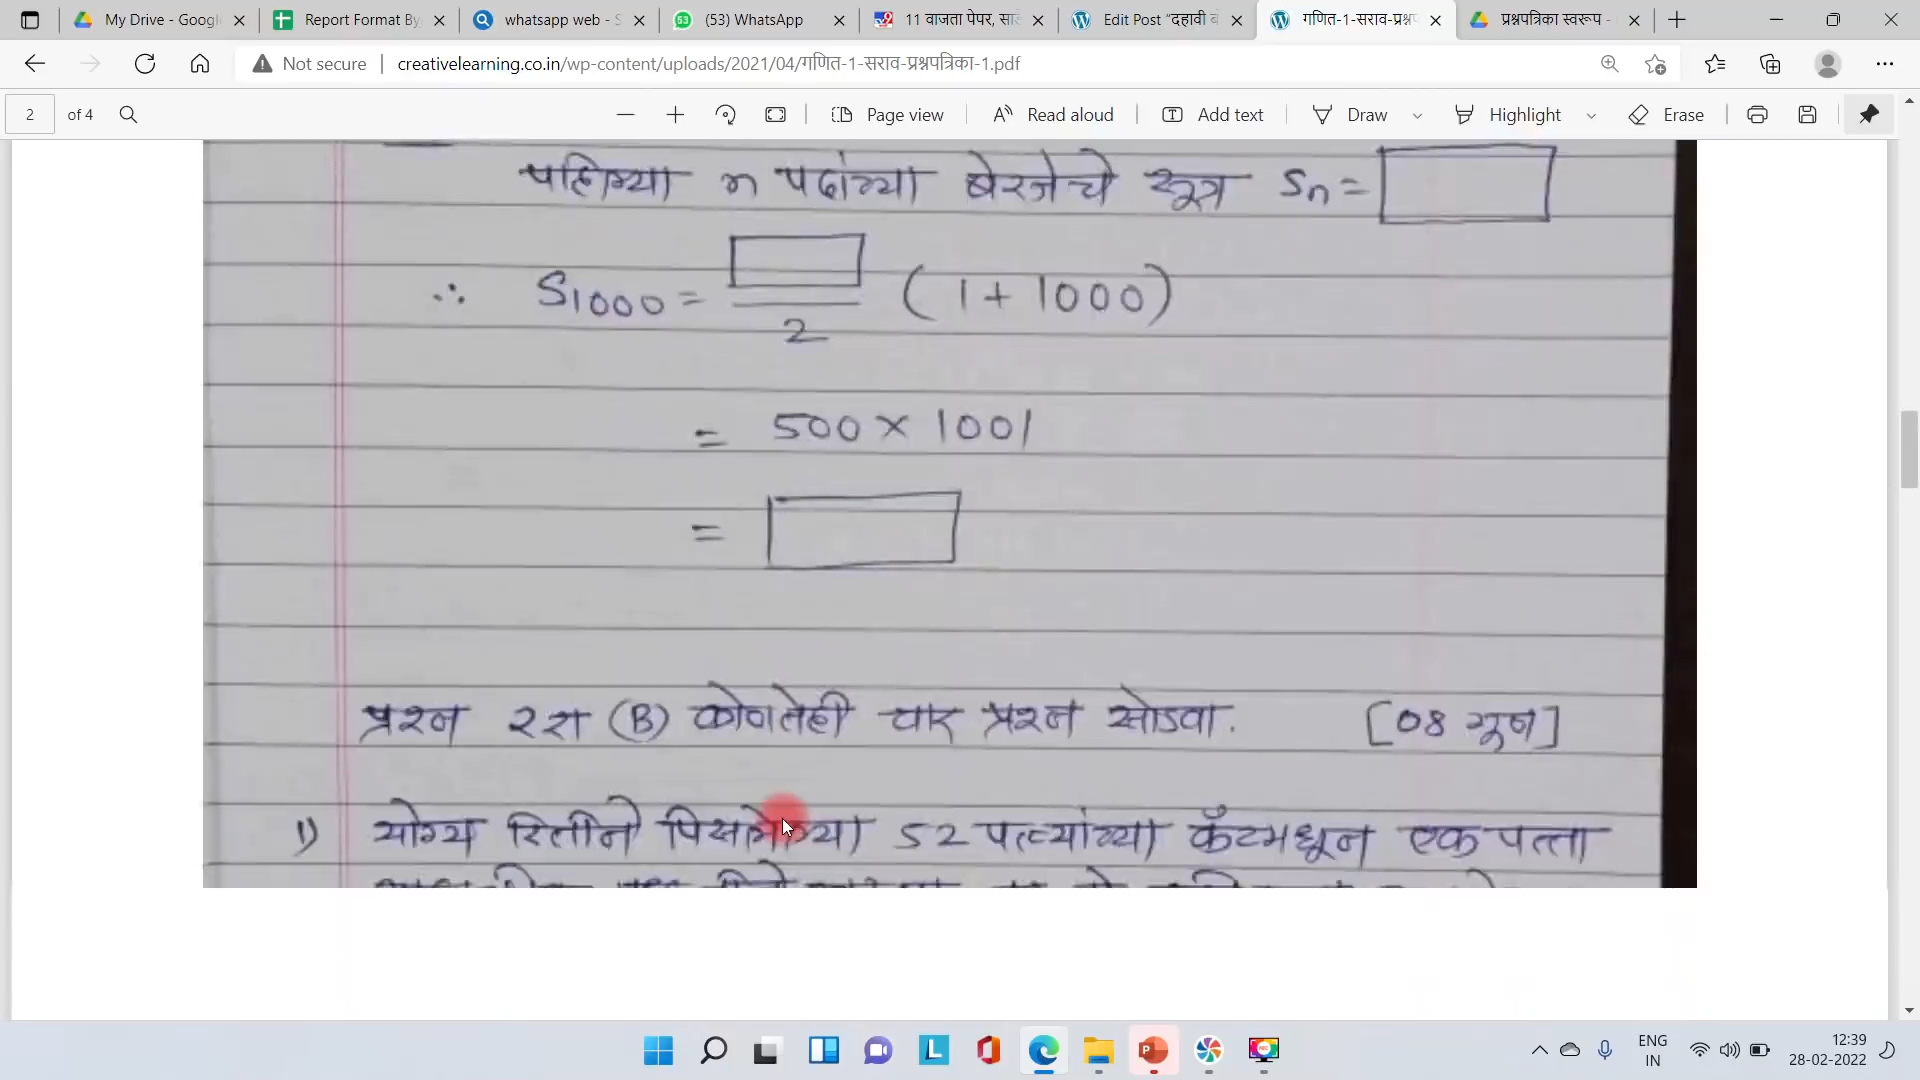 My Drive - Googl
Report Format By
whatsapp web - S
(53) WhatsApp
11 वाजता पेपर, सा
Edit Post "दहावी ब
गणित-1-सराव-प्रश्नप
प्रश्नपत्रिका स्वरूप -
Not secure
creativelearning.co.in/wp-content/uploads/2021/04/गणित-1-सराव-प्रश्नपत्रिका-1.pdf
2 of 4
Page view
Read aloud
Add text
Draw
Highlight
Erase
पहिल्या n पदांच्या बेरजेचे सूत्र Sn =
∴ S1000 = 2 (1 + 1000)
= 500 × 1001
=
प्रश्न २ रा (B) कोणतेही चार प्रश्न सोडवा. [08 गूण]
1) योग्य रितीने पिसलेल्या 52 पत्त्यांच्या कॅटमधून एक पत्ता
ENG
IN
12:39
28-02-2022